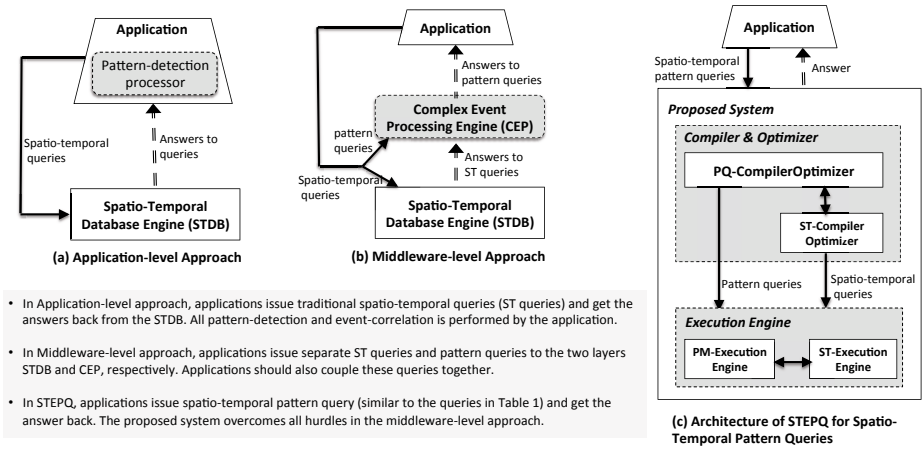 Application
Pattern-detection
processor
Spatio-temporal
queries
Answers to
queries
Spatio-Temporal
Database Engine (STDB)
(a) Application-level Approach
Application
Answers to
pattern queries
Complex Event
Processing Engine (CEP)
pattern
queries
Answers to
ST queries
Spatio-temporal
queries
Spatio-Temporal
Database Engine (STDB)
(b) Middleware-level Approach
• In Application-level approach, applications issue traditional spatio-temporal queries (ST queries) and get the
answers back from the STDB. All pattern-detection and event-correlation is performed by the application.
• In Middleware-level approach, applications issue separate ST queries and pattern queries to the two layers
STDB and CEP, respectively. Applications should also couple these queries together.
• In STEPQ, applications issue spatio-temporal pattern query (similar to the queries in Table 1) and get the
answer back. The proposed system overcomes all hurdles in the middleware-level approach.
Application
Spatio-temporal
pattern queries
Answer
Proposed System
Compiler & Optimizer
PQ-CompilerOptimizer
ST-Compiler
Optimizer
Pattern queries
Spatio-temporal
queries
Execution Engine
PM-Execution
Engine
ST-Execution
Engine
(c) Architecture of STEPQ for Spatio-
Temporal Pattern Queries